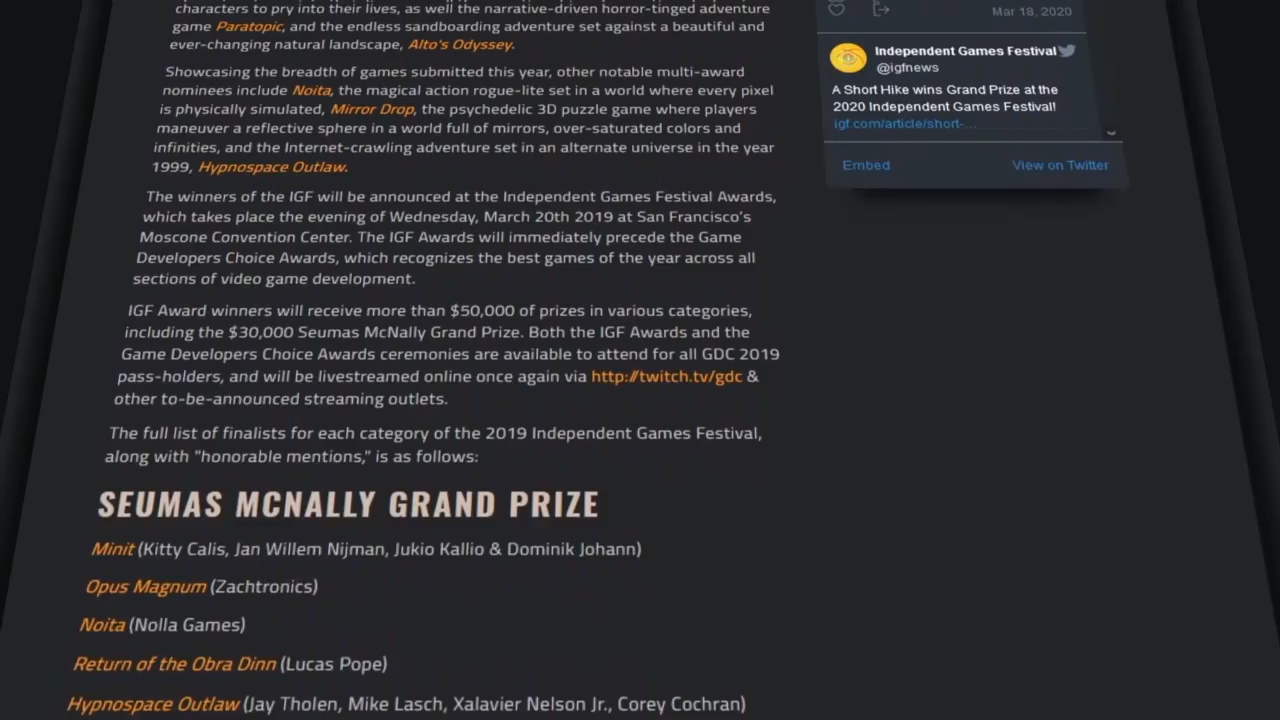 characters to pry into their lives, as well the narrative-driven horror-tinged adventure
game Paratopic, and the endless sandboarding adventure set against a beautiful and
ever-changing natural landscape, Alto's Odyssey.
Showcasing the breadth of games submitted this year, other notable multi-award
nominees include Noita, the magical action rogue-lite set in a world where every pixel
is physically simulated, Mirror Drop, the psychedelic 3D puzzle game where players
maneuver a reflective sphere in a world full of mirrors, over-saturated colors and
infinities, and the Internet-crawling adventure set in an alternate universe in the year
1999, Hypnospace Outlaw.
The winners of the IGF will be announced at the Independent Games Festival Awards,
which takes place the evening of Wednesday, March 20th 2019 at San Francisco's
Moscone Convention Center. The IGF Awards will immediately precede the Game
Developers Choice Awards, which recognizes the best games of the year across all
sections of video game development.
IGF Award winners will receive more than $50,000 of prizes in various categories,
including the $30,000 Seumas McNally Grand Prize. Both the IGF Awards and the
Game Developers Choice Awards ceremonies are available to attend for all GDC 2019
pass-holders, and will be livestreamed online once again via http://twitch.tv/gdc &
other to-be-announced streaming outlets.
The full list of finalists for each category of the 2019 Independent Games Festival,
along with "honorable mentions," is as follows:
SEUMAS MCNALLY GRAND PRIZE
Minit (Kitty Calis, Jan Willem Nijman, Jukio Kallio & Dominik Johann)
Opus Magnum (Zachtronics)
Noita (Nolla Games)
Return of the Obra Dinn (Lucas Pope)
Hypnospace Outlaw (Jay Tholen, Mike Lasch, Xalavier Nelson Jr., Corey Cochran)
Mar 18, 2020
Independent Games Festival
@igfnews
A Short Hike wins Grand Prize at the
2020 Independent Games Festival!
igf.com/article/short-...
Embed
View on Twitter